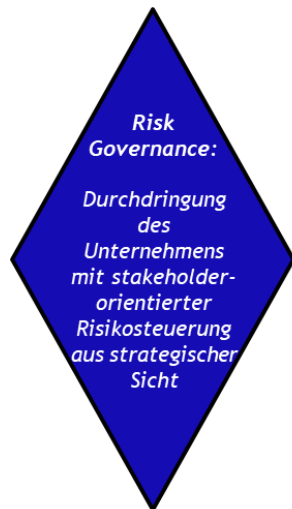 Risk
Governance:
Durchdringung
des
Unternehmens
mit stakeholder-
orientierter
Risikosteuerung
aus strategischer
Sicht